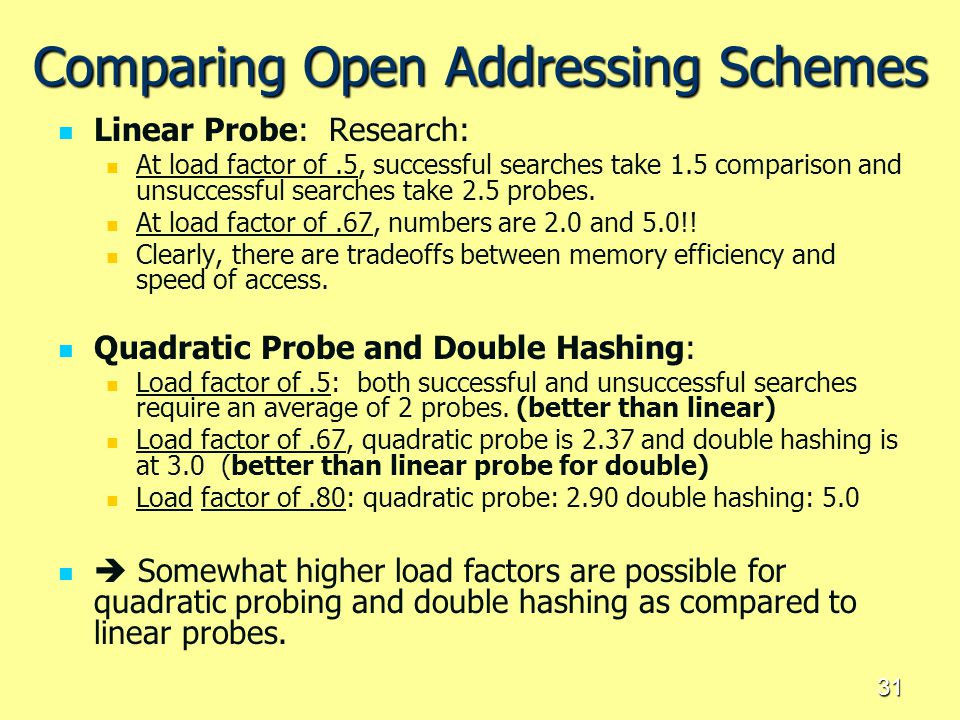 Comparing Open Addressing Schemes
Linear Probe: Research:
At load factor of .5, successful searches take 1.5 comparison and
unsuccessful searches take 2.5 probes.
At load factor of .67, numbers are 2.0 and 5.0!!
Clearly, there are tradeoffs between memory efficiency and
speed of access.
Quadratic Probe and Double Hashing:
Load factor of .5: both successful and unsuccessful searches
require an average of 2 probes. (better than linear)
Load factor of .67, quadratic probe is 2.37 and double hashing is
at 3.0 (better than linear probe for double)
Load factor of .80: quadratic probe: 2.90 double hashing: 5.0
➔ Somewhat higher load factors are possible for
quadratic probing and double hashing as compared to
linear probes.
31